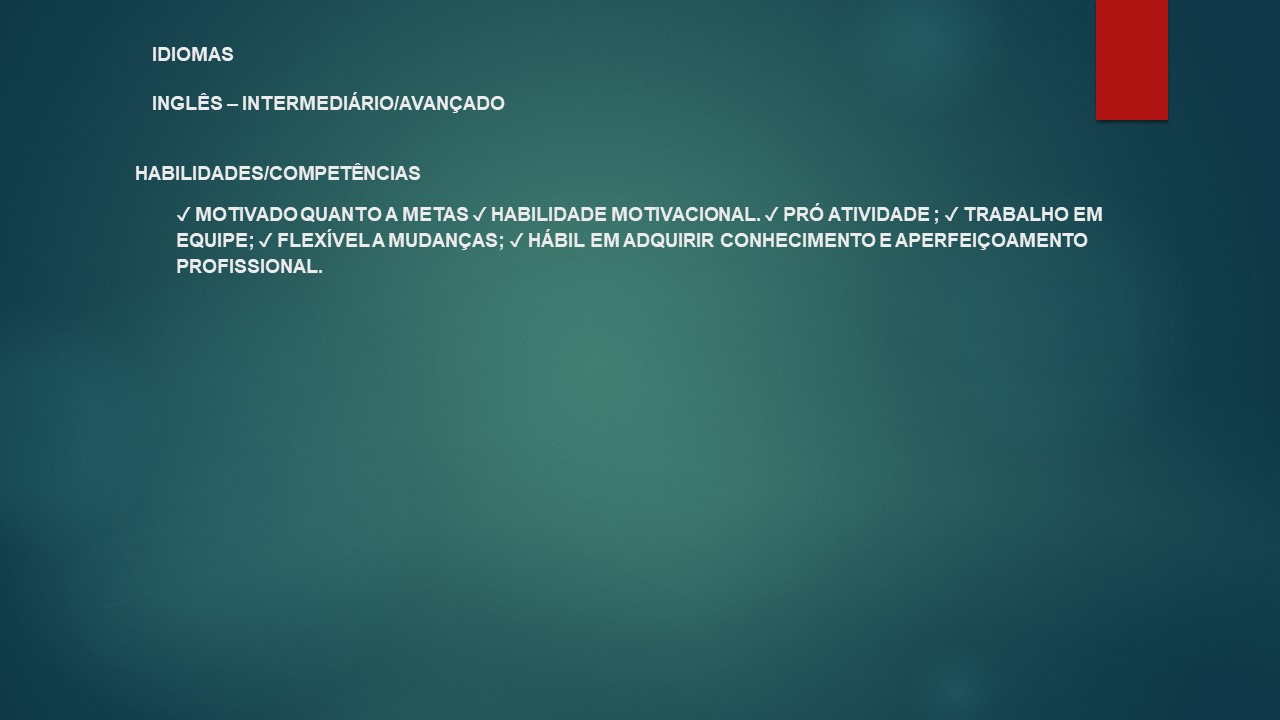 IDIOMAS
INGLÊS – INTERMEDIÁRIO/AVANÇADO
HABILIDADES/COMPETÊNCIAS
✓ MOTIVADO QUANTO A METAS ✓ HABILIDADE MOTIVACIONAL. ✓ PRÓ ATIVIDADE ; ✓ TRABALHO EM
EQUIPE; ✓ FLEXÍVEL A MUDANÇAS; ✓ HÁBIL EM ADQUIRIR CONHECIMENTO E APERFEIÇOAMENTO
PROFISSIONAL.